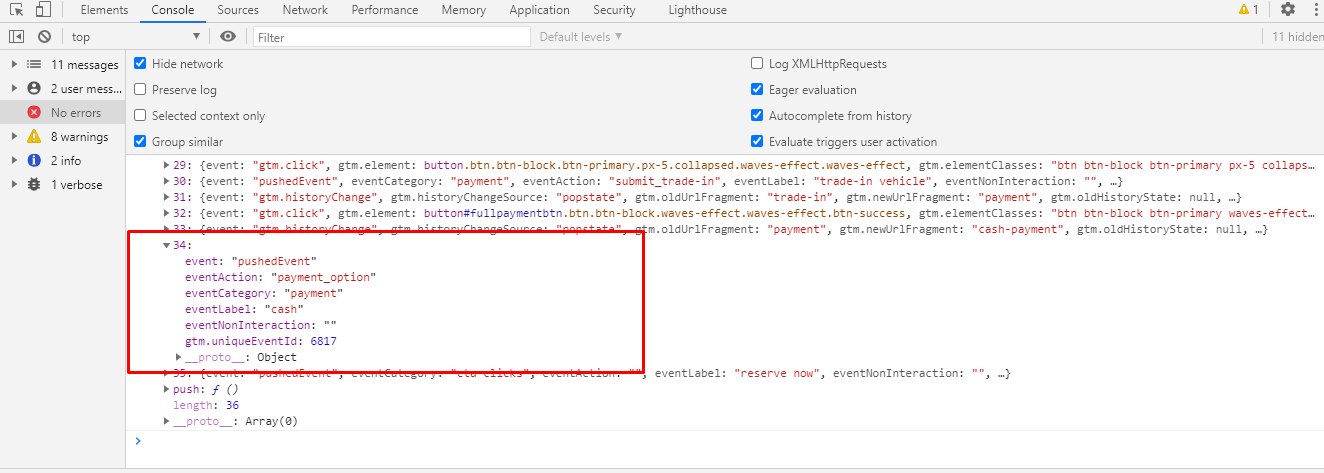 Elements Console Sources Network Performance Memory Application Security Lighthouse 1
top Filter Default levels 11 hidden
11 messages
2 user mess...
No errors
8 warnings
2 info
1 verbose
Hide network Log XMLHttpRequests
Preserve log Eager evaluation
Selected context only Autocomplete from history
Group similar Evaluate triggers user activation
29: {event: "gtm.click", gtm.element: button.btn.btn-block.btn-primary.px-5.collapsed.waves-effect.waves-effect, gtm.elementClasses: "btn btn-block btn-primary px-5 collaps…
30: {event: "pushedEvent", eventCategory: "payment", eventAction: "submit_trade-in", eventLabel: "trade-in vehicle", eventNonInteraction: "", …}
31: {event: "gtm.historyChange", gtm.historyChangeSource: "popstate", gtm.oldUrlFragment: "trade-in", gtm.newUrlFragment: "payment", gtm.oldHistoryState: null, …}
32: {event: "gtm.click", gtm.element: button#fullpaymentbtn.btn.btn-block.waves-effect.waves-effect.btn-success, gtm.elementClasses: "btn btn-block btn-primary waves-effect…
33: {event: "gtm.historyChange", gtm.historyChangeSource: "popstate", gtm.oldUrlFragment: "payment", gtm.newUrlFragment: "cash-payment", gtm.oldHistoryState: null, …}
34:
event: "pushedEvent"
eventAction: "payment_option"
eventCategory: "payment"
eventLabel: "cash"
eventNonInteraction: ""
gtm.uniqueEventId: 6817
__proto__: Object
35: {event: "pushedEvent", eventCategory: "cta clicks", eventAction: "", eventLabel: "reserve now", eventNonInteraction: "", …}
push: ƒ ()
length: 36
__proto__: Array(0)